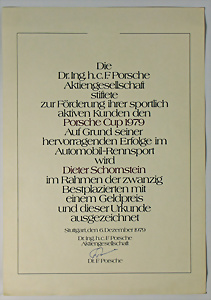 Die
Dr. Ing. h.c. F. Porsche
Aktiengesellschaft
stiftete
zur Förderung ihrer sportlich
aktiven Kunden den
Porsche Cup 1979
Auf Grund seiner
hervorragenden Erfolge im
Automobil-Rennsport
wird
Dieter Schornstein
im Rahmen der zwanzig
Bestplazierten mit
einem Geldpreis
und dieser Urkunde
ausgezeichnet
Stuttgart, den 6. Dezember 1979
Dr. Ing. h.c. F. Porsche
Aktiengesellschaft
Dr. F. Porsche